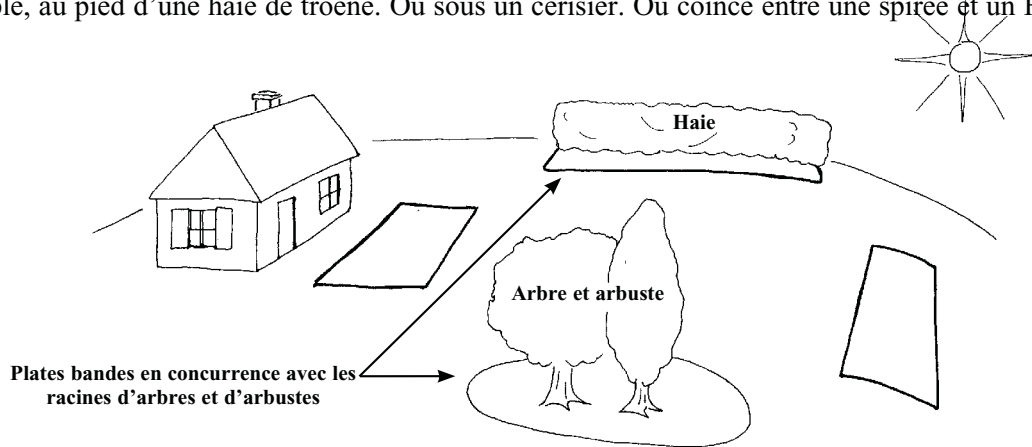 au pied d’une haie de troène. Ou sous un cerisier. Ou coincé entre une spirée et un
Haie
Arbre et arbuste
Plates bandes en concurrence avec les
racines d’arbres et d’arbustes